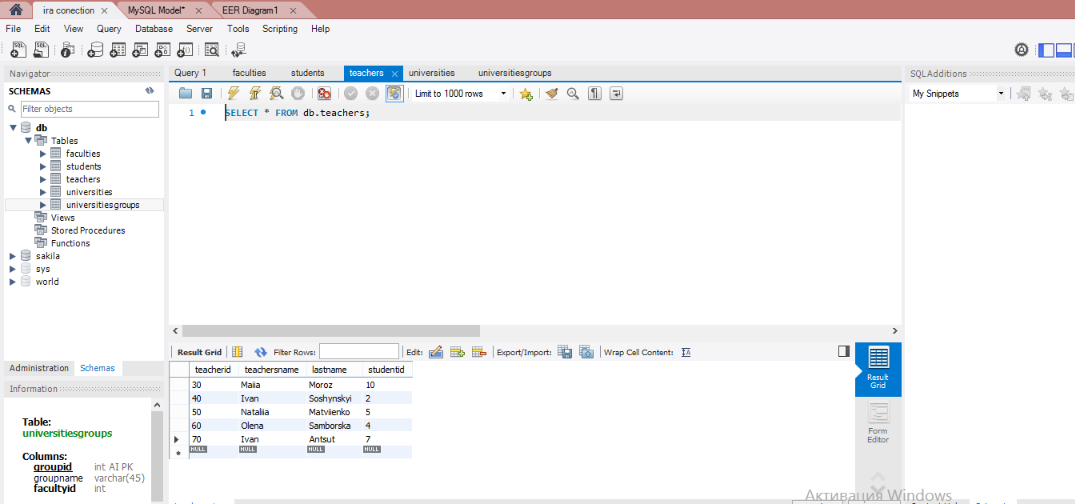 ira conection
MySQL Model*
EER Diagram1
File Edit View Query Database Server Tools Scripting Help
Navigator
SCHEMAS
Filter objects
db
Tables
faculties
students
teachers
universities
universitiesgroups
Views
Stored Procedures
Functions
sakila
sys
world
Administration Schemas
Information
Table:
universitiesgroups
Columns:
groupid int AI PK
groupname varchar(45)
facultyid int
Query 1 faculties students teachers universities universitiesgroups
Limit to 1000 rows
1 SELECT * FROM db.teachers;
Result Grid Filter Rows: Edit: Export/Import: Wrap Cell Content:
teacherid teachersname lastname studentid
30 Maiia Moroz 10
40 Ivan Soshynskyi 2
50 Nataliia Matviienko 5
60 Olena Samborska 4
70 Ivan Antsut 7
NULL NULL NULL NULL
Result
Grid
Form
Editor
SQLAdditions
My Snippets
Активация Windows